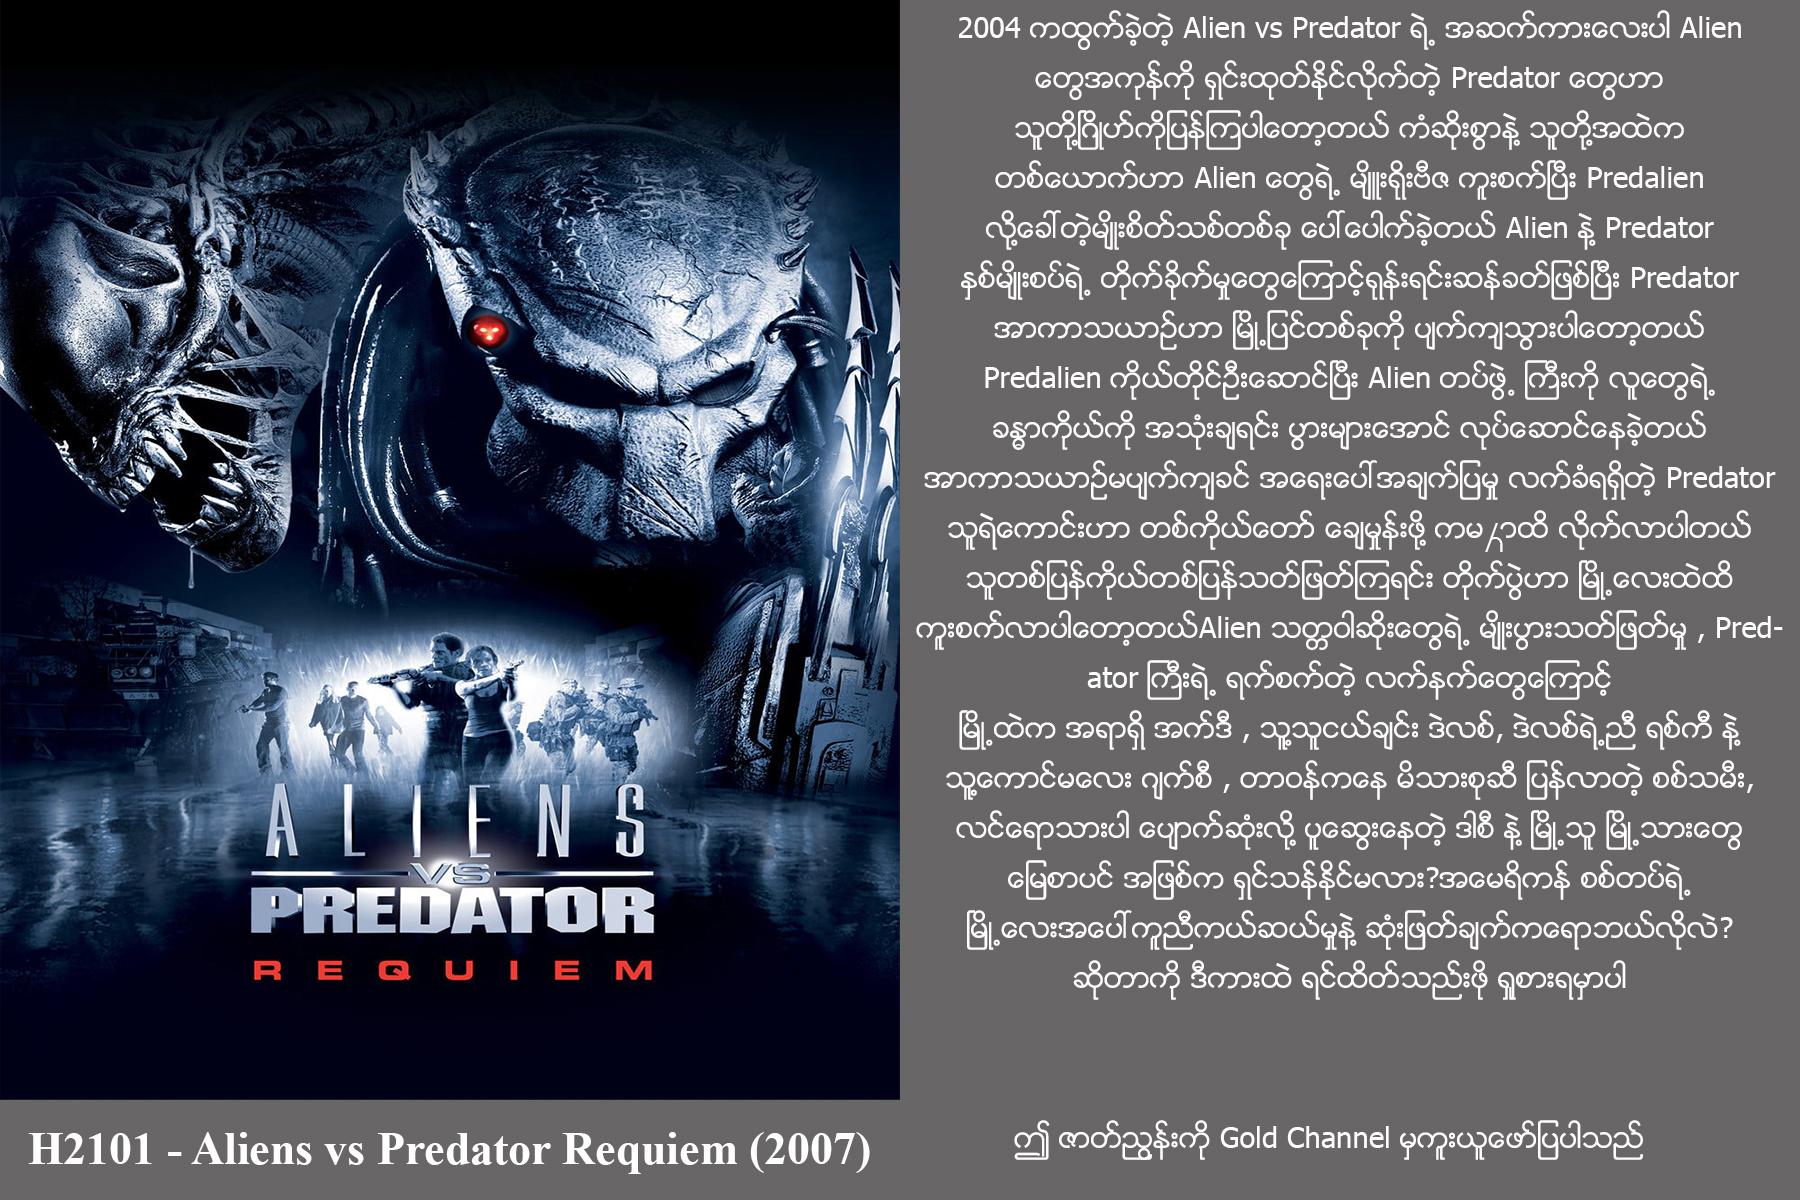 ALIENS
VS
PREDATOR
REQUIEM
H2101 - Aliens vs Predator Requiem (2007)
2004 ကထွက်ခဲ့တဲ့ Alien vs Predator ရဲ့ အဆက်ကားလေးပါ Alien
တွေအကုန်ကို ရှင်းထုတ်နိုင်လိုက်တဲ့ Predator တွေဟာ
သူတို့ဂြိုဟ်ကိုပြန်ကြပါတော့တယ် ကံဆိုးစွာနဲ့ သူတို့အထဲက
တစ်ယောက်ဟာ Alien တွေရဲ့ မျိူးရိုးဗီဇ ကူးစက်ပြီး Predalien
လို့ခေါ်တဲ့မျိုးစိတ်သစ်တစ်ခု ပေါ်ပေါက်ခဲ့တယ် Alien နဲ့ Predator
နှစ်မျိုးစပ်ရဲ့ တိုက်ခိုက်မှုတွေကြောင့်ရုန်းရင်းဆန်ခတ်ဖြစ်ပြီး Predator
အာကာသယာဉ်ဟာ မြို့ပြင်တစ်ခုကို ပျက်ကျသွားပါတော့တယ်
Predalien ကိုယ်တိုင်ဦးဆောင်ပြီး Alien တပ်ဖွဲ့ ကြီးကို လူတွေရဲ့
ခန္ဓာကိုယ်ကို အသုံးချရင်း ပွားများအောင် လုပ်ဆောင်နေခဲ့တယ်
အာကာသယာဉ်မပျက်ကျခင် အရေးပေါ်အချက်ပြမှု လက်ခံရရှိတဲ့ Predator
သူရဲကောင်းဟာ တစ်ကိုယ်တော် ချေမှုန်းဖို့ ကမ႓ာထိ လိုက်လာပါတယ်
သူတစ်ပြန်ကိုယ်တစ်ပြန်သတ်ဖြတ်ကြရင်း တိုက်ပွဲဟာ မြို့လေးထဲထိ
ကူးစက်လာပါတော့တယ်Alien သတ္တဝါဆိုးတွေရဲ့ မျိုးပွားသတ်ဖြတ်မှု , Pred-
ator ကြီးရဲ့ ရက်စက်တဲ့ လက်နက်တွေကြောင့်
မြို့ထဲက အရာရှိ အက်ဒီ , သူ့သူငယ်ချင်း ဒဲလစ်, ဒဲလစ်ရဲ့ညီ ရစ်ကီ နဲ့
သူ့ကောင်မလေး ဂျက်စီ , တာဝန်ကနေ မိသားစုဆီ ပြန်လာတဲ့ စစ်သမီး,
လင်ရောသားပါ ပျောက်ဆုံးလို့ ပူဆွေးနေတဲ့ ဒါစီ နဲ့ မြို့သူ မြို့သားတွေ
မြေစာပင် အဖြစ်က ရှင်သန်နိုင်မလား?အမေရိကန် စစ်တပ်ရဲ့
မြို့လေးအပေါ်ကူညီကယ်ဆယ်မှုနဲ့ ဆုံးဖြတ်ချက်ကရောဘယ်လိုလဲ?
ဆိုတာကို ဒီကားထဲ ရင်ထိတ်သည်းဖို ရှုစားရမှာပါ
ဤ ဇာတ်ညွှန်းကို Gold Channel မှကူးယူဖော်ပြပါသည်